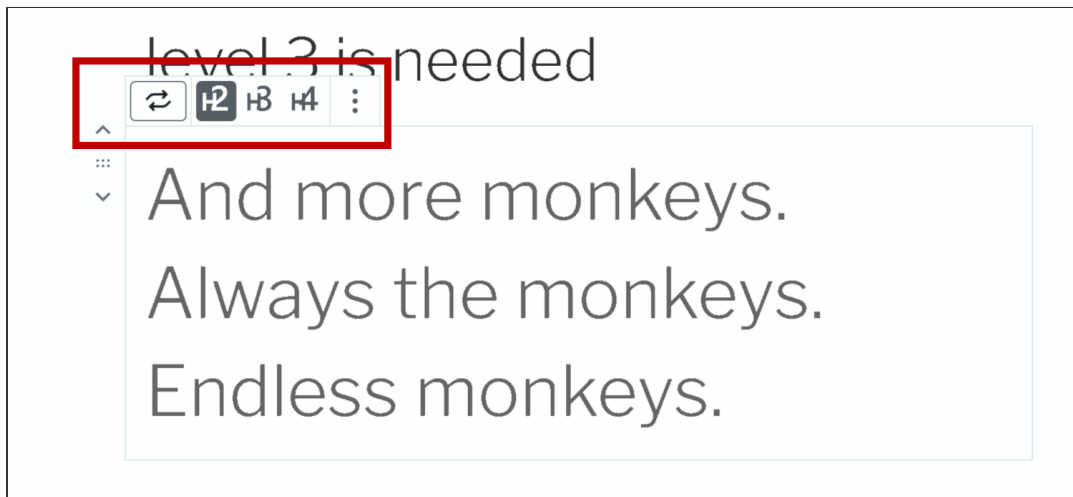 level 3 is needed
H2 H3 H4
And more monkeys.
Always the monkeys.
Endless monkeys.